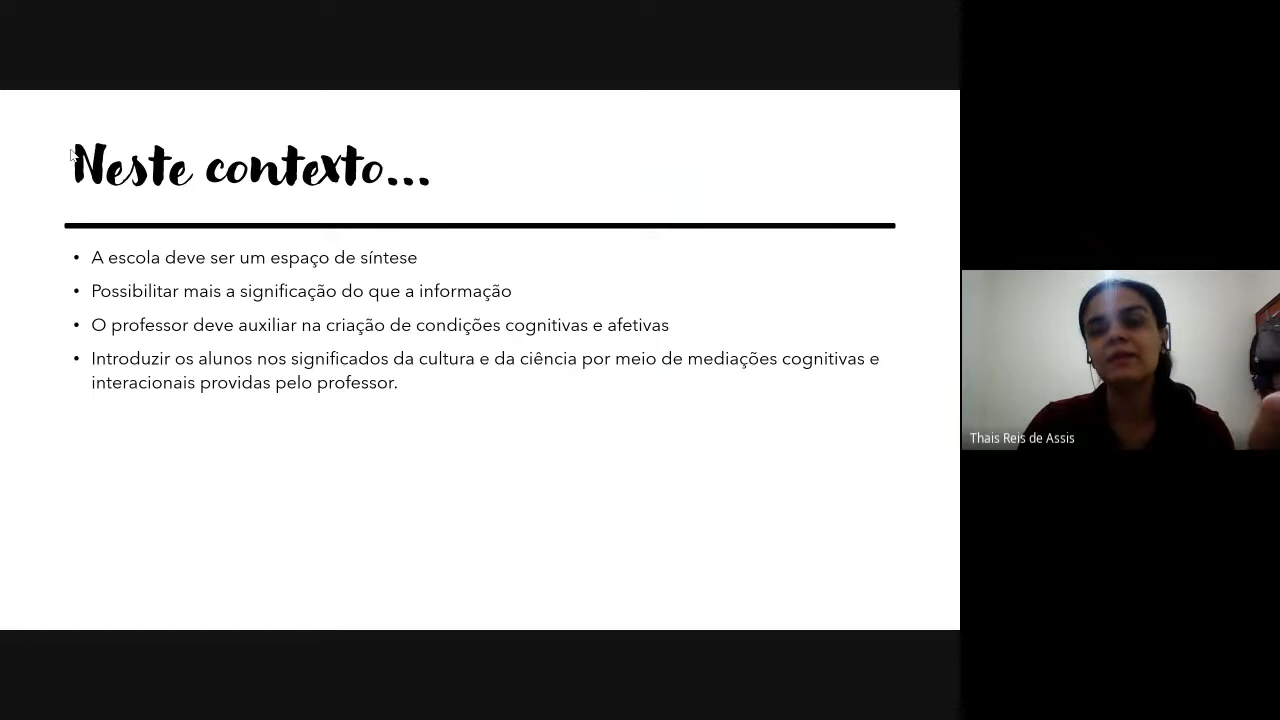 Neste contexto...
• A escola deve ser um espaço de síntese
• Possibilitar mais a significação do que a informação
• O professor deve auxiliar na criação de condições cognitivas e afetivas
• Introduzir os alunos nos significados da cultura e da ciência por meio de mediações cognitivas e
interacionais providas pelo professor.
Thais Reis de Assis